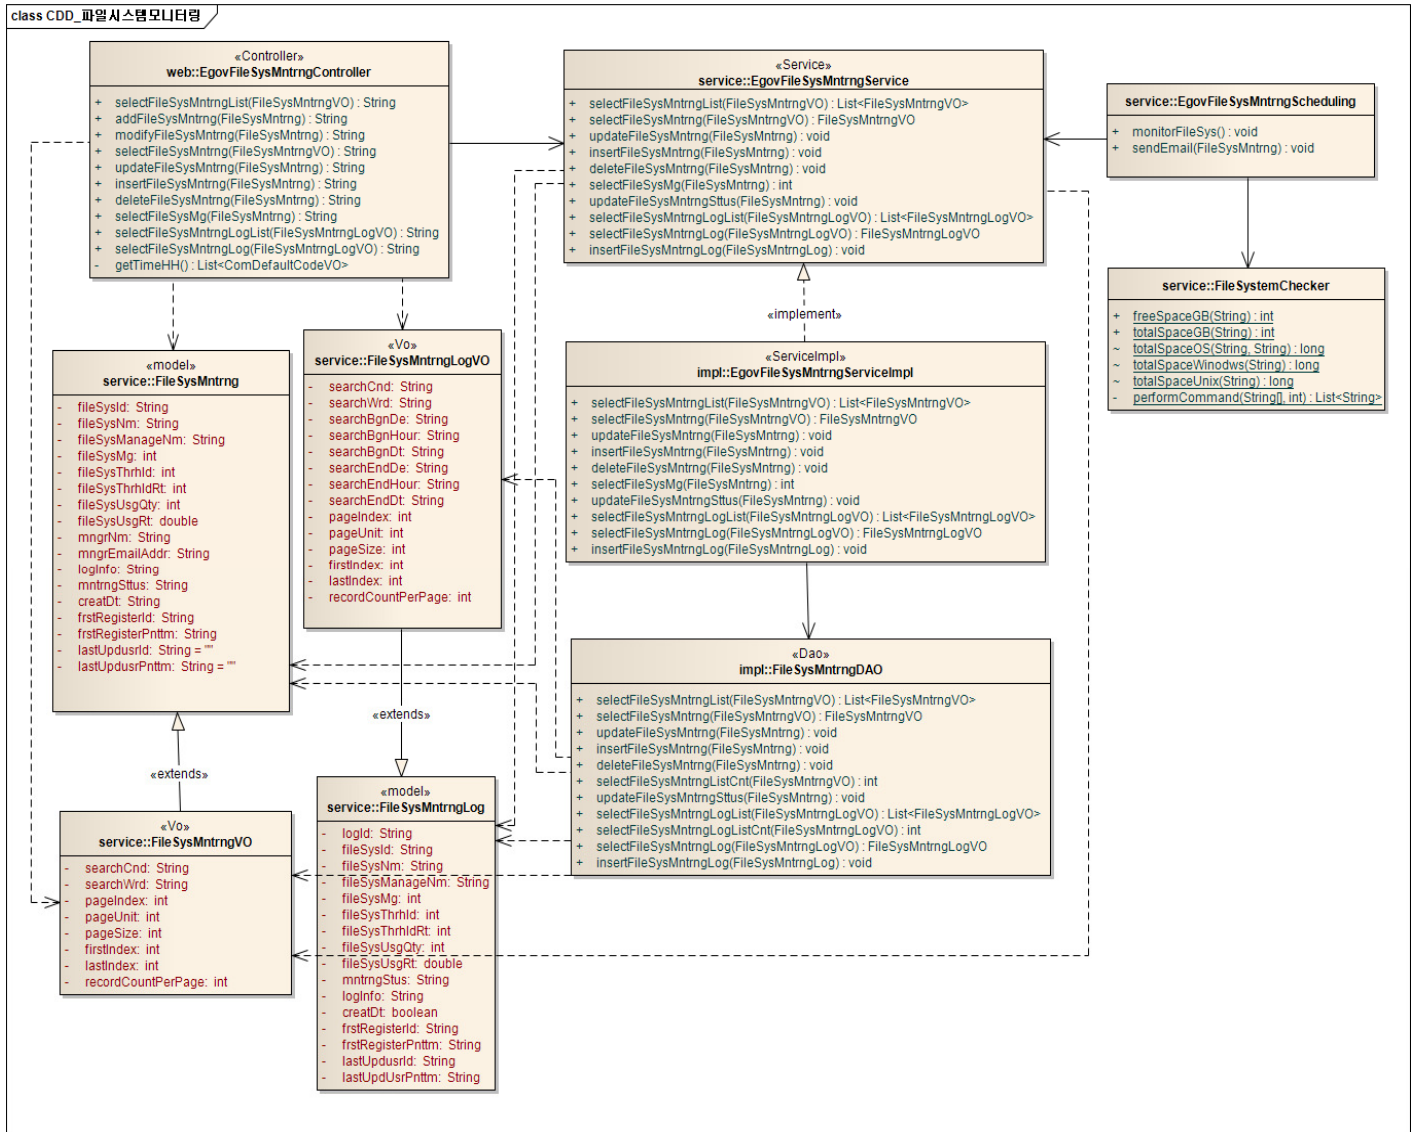 class CDD_파일시스템모니터링
«Controller»
web::EgovFileSysMntrngController
+ selectFileSysMntrngList(FileSysMntrngVO) : String
+ addFileSysMntrng(FileSysMntrng) : String
+ modifyFileSysMntrng(FileSysMntrng) : String
+ selectFileSysMntrng(FileSysMntrngVO) : String
+ updateFileSysMntrng(FileSysMntrng) : String
+ insertFileSysMntrng(FileSysMntrng) : String
+ deleteFileSysMntrng(FileSysMntrng) : String
+ selectFileSysMg(FileSysMntrng) : String
+ selectFileSysMntrngLogList(FileSysMntrngLogVO) : String
+ selectFileSysMntrngLog(FileSysMntrngLogVO) : String
- getTimeHH() : List<ComDefaultCodeVO>
«Service»
service::EgovFileSysMntrngService
+ selectFileSysMntrngList(FileSysMntrngVO) : List<FileSysMntrngVO>
+ selectFileSysMntrng(FileSysMntrngVO) : FileSysMntrngVO
+ updateFileSysMntrng(FileSysMntrng) : void
+ insertFileSysMntrng(FileSysMntrng) : void
+ deleteFileSysMntrng(FileSysMntrng) : void
+ selectFileSysMg(FileSysMntrng) : int
+ updateFileSysMntrngSttus(FileSysMntrng) : void
+ selectFileSysMntrngLogList(FileSysMntrngLogVO) : List<FileSysMntrngLogVO>
+ selectFileSysMntrngLog(FileSysMntrngLogVO) : FileSysMntrngLogVO
+ insertFileSysMntrngLog(FileSysMntrngLog) : void
service::EgovFileSysMntrngScheduling
+ monitorFileSys() : void
+ sendEmail(FileSysMntrng) : void
service::FileSystemChecker
+ freeSpaceGB(String) : int
+ totalSpaceGB(String) : int
~ totalSpaceOS(String, String) : long
~ totalSpaceWinodws(String) : long
~ totalSpaceUnix(String) : long
- performCommand(String[], int) : List<String>
«implement»
«model»
service::FileSysMntrng
- fileSysId: String
- fileSysNm: String
- fileSysManageNm: String
- fileSysMg: int
- fileSysThrhld: int
- fileSysThrhldRt: int
- fileSysUsgQty: int
- fileSysUsgRt: double
- mngrNm: String
- mngrEmailAddr: String
- logInfo: String
- mntrngSttus: String
- creatDt: String
- frstRegisterId: String
- frstRegisterPnttm: String
- lastUpdusrId: String = ""
- lastUpdusrPnttm: String = ""
«Vo»
service::FileSysMntrngLogVO
- searchCnd: String
- searchWrd: String
- searchBgnDe: String
- searchBgnHour: String
- searchBgnDt: String
- searchEndDe: String
- searchEndHour: String
- searchEndDt: String
- pageIndex: int
- pageUnit: int
- pageSize: int
- firstIndex: int
- lastIndex: int
- recordCountPerPage: int
«ServiceImpl»
impl::EgovFileSysMntrngServiceImpl
+ selectFileSysMntrngList(FileSysMntrngVO) : List<FileSysMntrngVO>
+ selectFileSysMntrng(FileSysMntrngVO) : FileSysMntrngVO
+ updateFileSysMntrng(FileSysMntrng) : void
+ insertFileSysMntrng(FileSysMntrng) : void
+ deleteFileSysMntrng(FileSysMntrng) : void
+ selectFileSysMg(FileSysMntrng) : int
+ updateFileSysMntrngSttus(FileSysMntrng) : void
+ selectFileSysMntrngLogList(FileSysMntrngLogVO) : List<FileSysMntrngLogVO>
+ selectFileSysMntrngLog(FileSysMntrngLogVO) : FileSysMntrngLogVO
+ insertFileSysMntrngLog(FileSysMntrngLog) : void
«extends»
«extends»
«Dao»
impl::FileSysMntrngDAO
+ selectFileSysMntrngList(FileSysMntrngVO) : List<FileSysMntrngVO>
+ selectFileSysMntrng(FileSysMntrngVO) : FileSysMntrngVO
+ updateFileSysMntrng(FileSysMntrng) : void
+ insertFileSysMntrng(FileSysMntrng) : void
+ deleteFileSysMntrng(FileSysMntrng) : void
+ selectFileSysMntrngListCnt(FileSysMntrngVO) : int
+ updateFileSysMntrngSttus(FileSysMntrng) : void
+ selectFileSysMntrngLogList(FileSysMntrngLogVO) : List<FileSysMntrngLogVO>
+ selectFileSysMntrngLogListCnt(FileSysMntrngLogVO) : int
+ selectFileSysMntrngLog(FileSysMntrngLogVO) : FileSysMntrngLogVO
+ insertFileSysMntrngLog(FileSysMntrngLog) : void
«Vo»
service::FileSysMntrngVO
- searchCnd: String
- searchWrd: String
- pageIndex: int
- pageUnit: int
- pageSize: int
- firstIndex: int
- lastIndex: int
- recordCountPerPage: int
«model»
service::FileSysMntrngLog
- logId: String
- fileSysId: String
- fileSysNm: String
- fileSysManageNm: String
- fileSysMg: int
- fileSysThrhld: int
- fileSysThrhldRt: int
- fileSysUsgQty: int
- fileSysUsgRt: double
- mntrngStus: String
- logInfo: String
- creatDt: boolean
- frstRegisterId: String
- frstRegisterPnttm: String
- lastUpdusrId: String
- lastUpdUsrPnttm: String